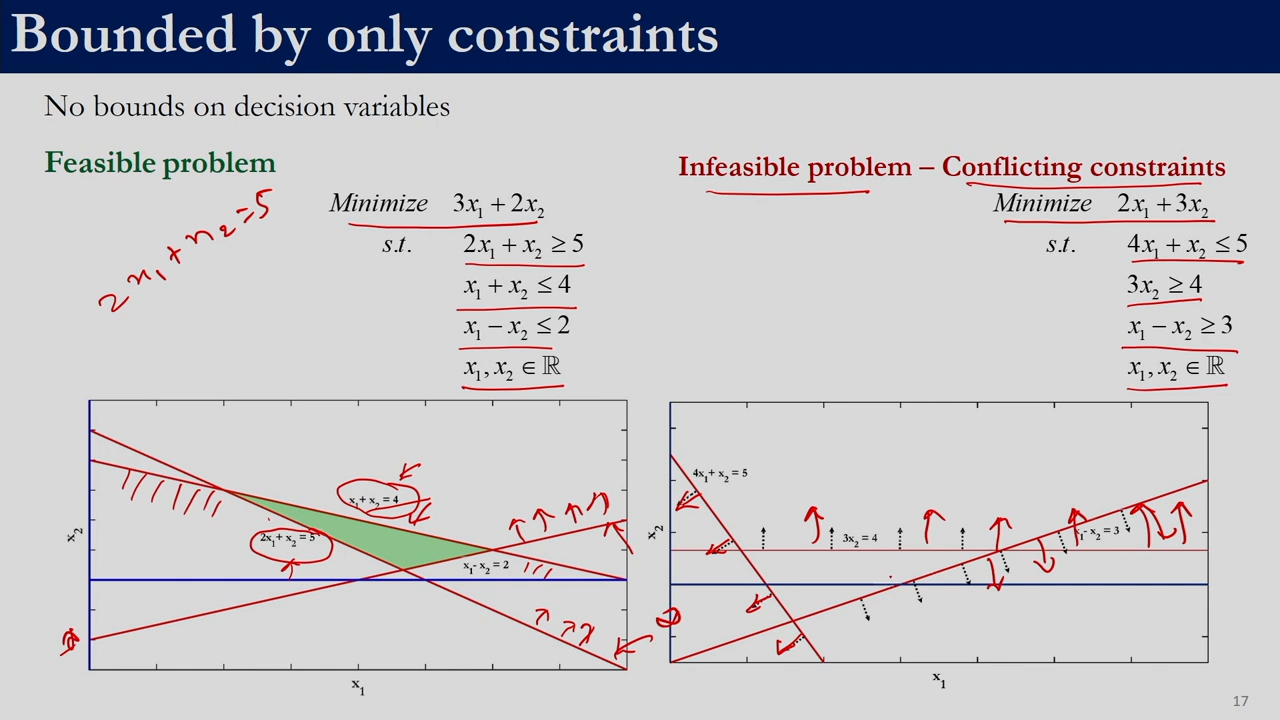 Bounded by only constraints
No bounds on decision variables
Feasible problem
2x₁ + x₂ = 5
Minimize 3x₁ + 2x₂
s.t. 2x₁ + x₂ ≥ 5
x₁ + x₂ ≤ 4
x₁ − x₂ ≤ 2
x₁, x₂ ∈ ℝ
x₂
x₁ + x₂ = 4
2x₁ + x₂ = 5
x₁ - x₂ = 2
x₁
Infeasible problem – Conflicting constraints
Minimize 2x₁ + 3x₂
s.t. 4x₁ + x₂ ≤ 5
3x₂ ≥ 4
x₁ − x₂ ≥ 3
x₁, x₂ ∈ ℝ
x₂
4x₁ + x₂ = 5
3x₂ = 4
₁ - x₂ = 3
x₁
17